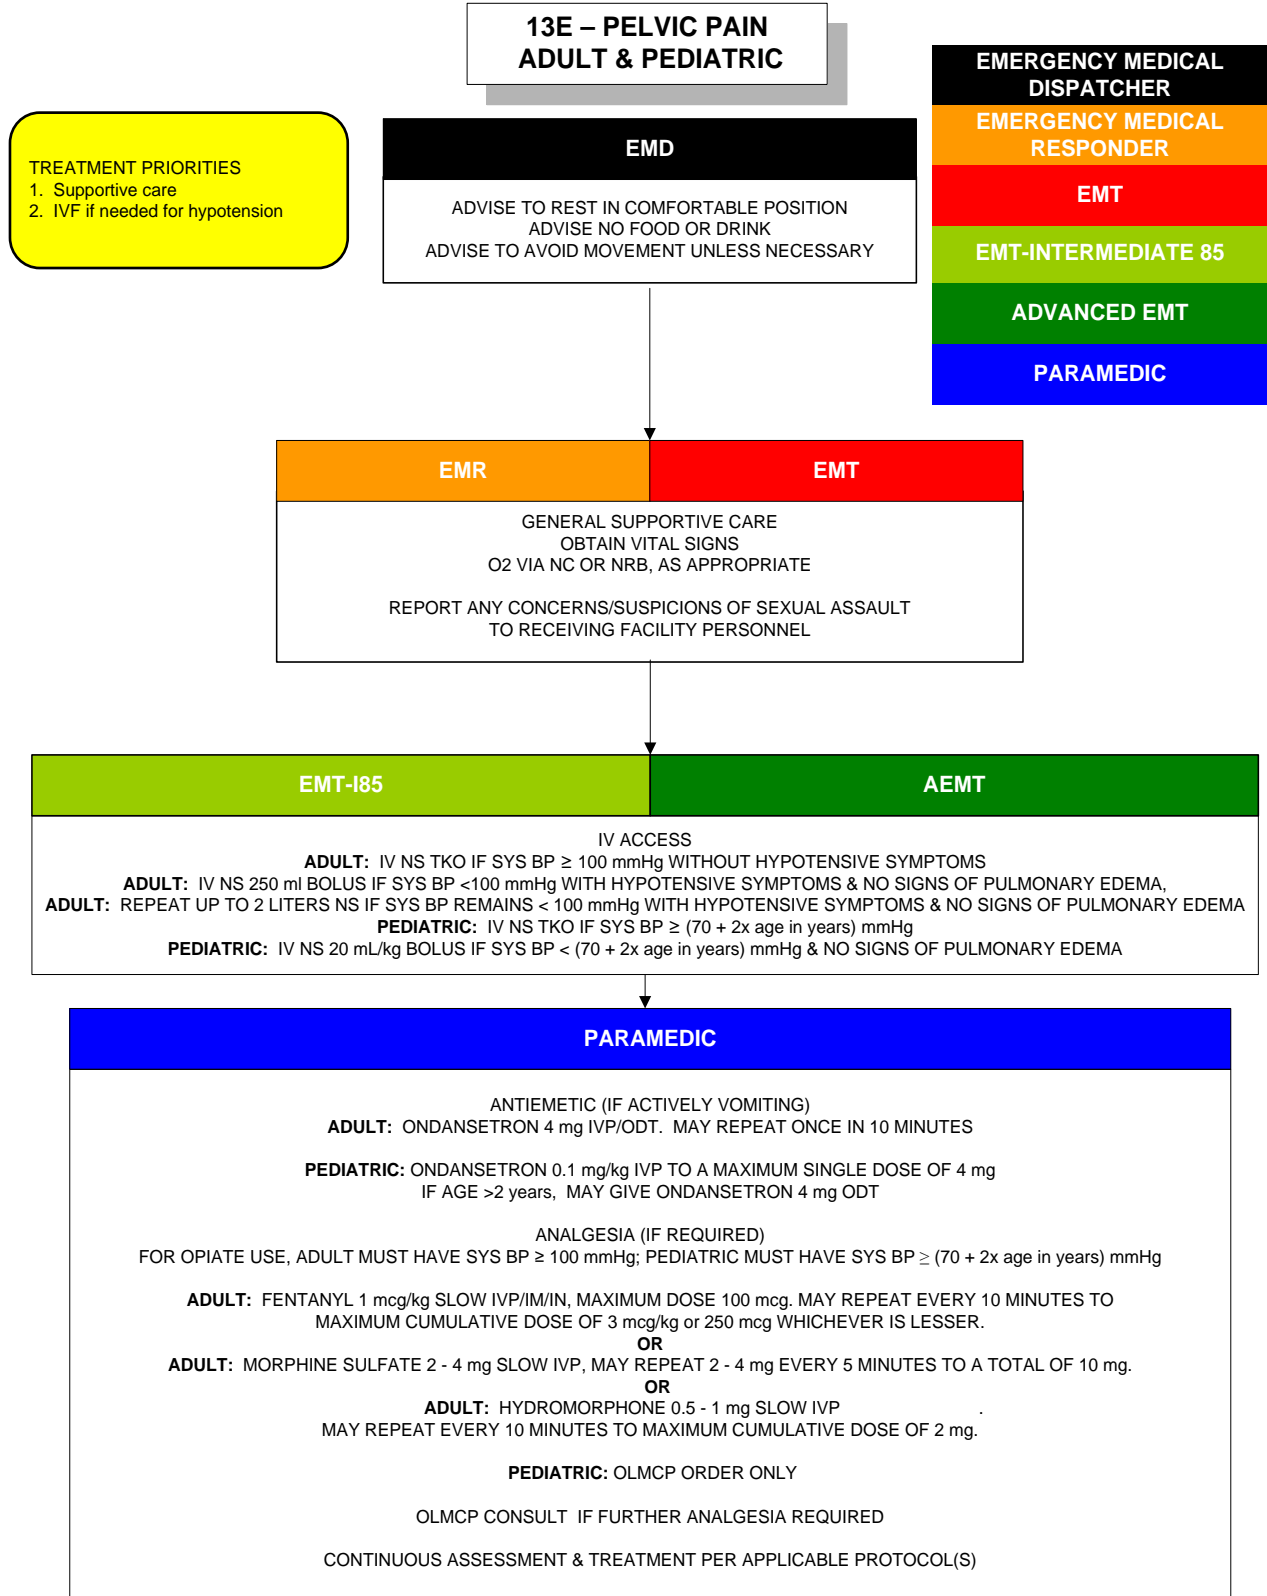 13E – PELVIC PAIN
ADULT & PEDIATRIC
EMERGENCY MEDICAL
DISPATCHER
EMERGENCY MEDICAL
RESPONDER
EMT
EMT-INTERMEDIATE 85
ADVANCED EMT
PARAMEDIC
TREATMENT PRIORITIES
1. Supportive care
2. IVF if needed for hypotension
EMD
ADVISE TO REST IN COMFORTABLE POSITION
ADVISE NO FOOD OR DRINK
ADVISE TO AVOID MOVEMENT UNLESS NECESSARY
EMR
EMT
GENERAL SUPPORTIVE CARE
OBTAIN VITAL SIGNS
O2 VIA NC OR NRB, AS APPROPRIATE
REPORT ANY CONCERNS/SUSPICIONS OF SEXUAL ASSAULT
TO RECEIVING FACILITY PERSONNEL
EMT-I85
AEMT
IV ACCESS
ADULT: IV NS TKO IF SYS BP ≥ 100 mmHg WITHOUT HYPOTENSIVE SYMPTOMS
ADULT: IV NS 250 ml BOLUS IF SYS BP <100 mmHg WITH HYPOTENSIVE SYMPTOMS & NO SIGNS OF PULMONARY EDEMA,
ADULT: REPEAT UP TO 2 LITERS NS IF SYS BP REMAINS < 100 mmHg WITH HYPOTENSIVE SYMPTOMS & NO SIGNS OF PULMONARY EDEMA
PEDIATRIC: IV NS TKO IF SYS BP ≥ (70 + 2x age in years) mmHg
PEDIATRIC: IV NS 20 mL/kg BOLUS IF SYS BP < (70 + 2x age in years) mmHg & NO SIGNS OF PULMONARY EDEMA
PARAMEDIC
ANTIEMETIC (IF ACTIVELY VOMITING)
ADULT: ONDANSETRON 4 mg IVP/ODT. MAY REPEAT ONCE IN 10 MINUTES
PEDIATRIC: ONDANSETRON 0.1 mg/kg IVP TO A MAXIMUM SINGLE DOSE OF 4 mg
IF AGE >2 years, MAY GIVE ONDANSETRON 4 mg ODT
ANALGESIA (IF REQUIRED)
FOR OPIATE USE, ADULT MUST HAVE SYS BP ≥ 100 mmHg; PEDIATRIC MUST HAVE SYS BP ≥ (70 + 2x age in years) mmHg
ADULT: FENTANYL 1 mcg/kg SLOW IVP/IM/IN, MAXIMUM DOSE 100 mcg. MAY REPEAT EVERY 10 MINUTES TO
MAXIMUM CUMULATIVE DOSE OF 3 mcg/kg or 250 mcg WHICHEVER IS LESSER.
OR
ADULT: MORPHINE SULFATE 2 - 4 mg SLOW IVP, MAY REPEAT 2 - 4 mg EVERY 5 MINUTES TO A TOTAL OF 10 mg.
OR
ADULT: HYDROMORPHONE 0.5 - 1 mg SLOW IVP .
MAY REPEAT EVERY 10 MINUTES TO MAXIMUM CUMULATIVE DOSE OF 2 mg.
PEDIATRIC: OLMCP ORDER ONLY
OLMCP CONSULT IF FURTHER ANALGESIA REQUIRED
CONTINUOUS ASSESSMENT & TREATMENT PER APPLICABLE PROTOCOL(S)